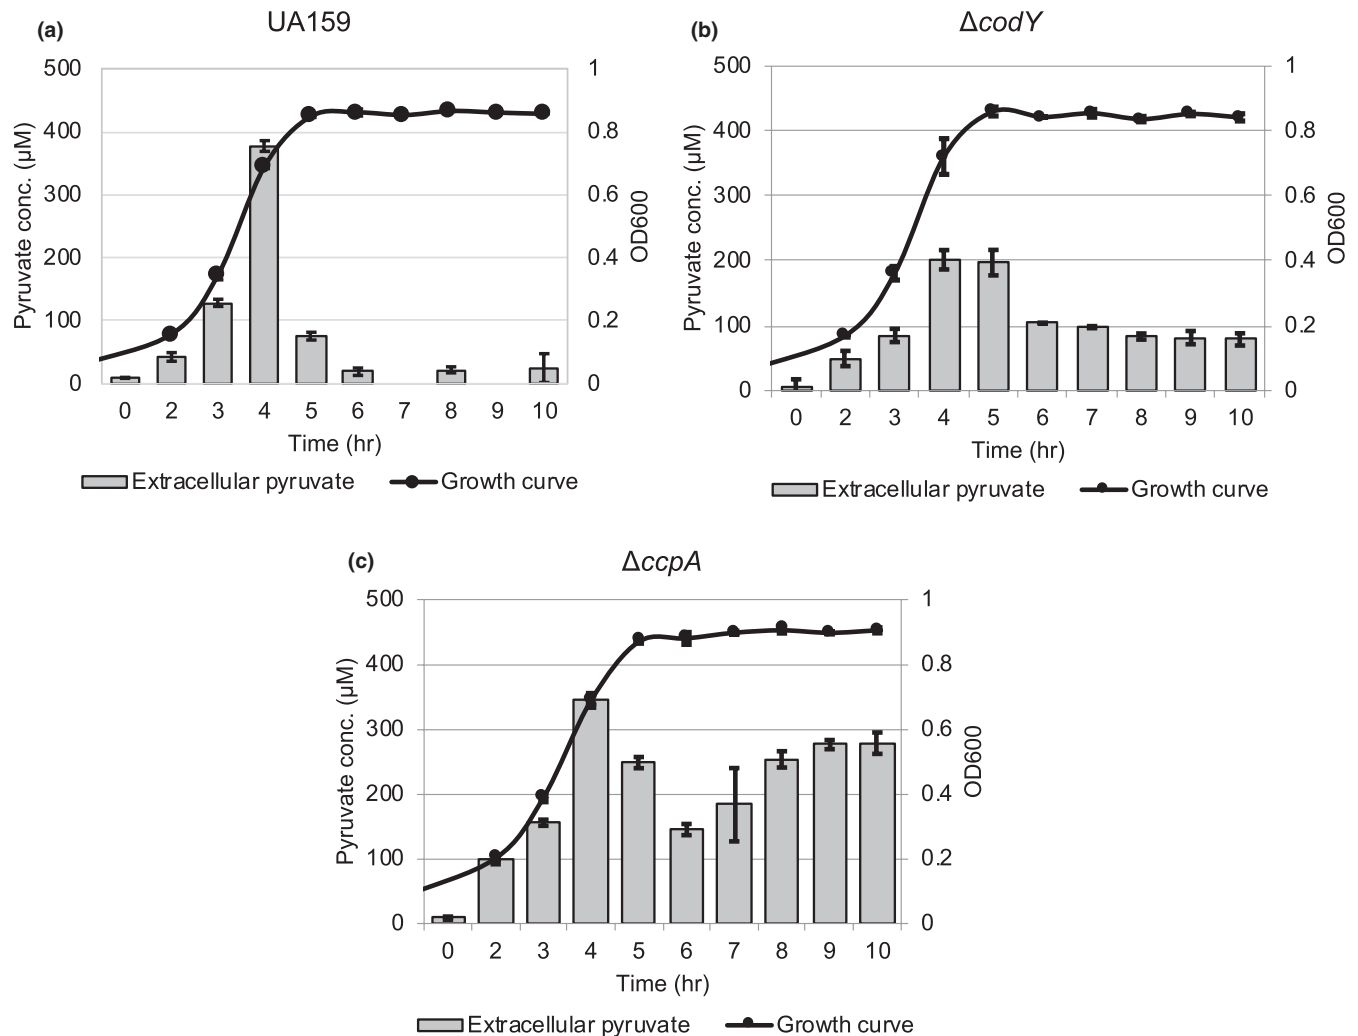 (a)
UA159
500
400
300
200
100
0
Pyruvate conc. (µM)
1
0.8
0.6
0.4
0.2
0
OD600
0 2 3 4 5 6 7 8 9 10
Time (hr)
Extracellular pyruvate Growth curve
(b)
ΔcodY
500
400
300
200
100
0
Pyruvate conc. (µM)
1
0.8
0.6
0.4
0.2
0
OD600
0 2 3 4 5 6 7 8 9 10
Time (hr)
Extracellular pyruvate Growth curve
(c)
ΔccpA
500
400
300
200
100
0
Pyruvate conc. (µM)
1
0.8
0.6
0.4
0.2
0
OD600
0 2 3 4 5 6 7 8 9 10
Time (hr)
Extracellular pyruvate Growth curve